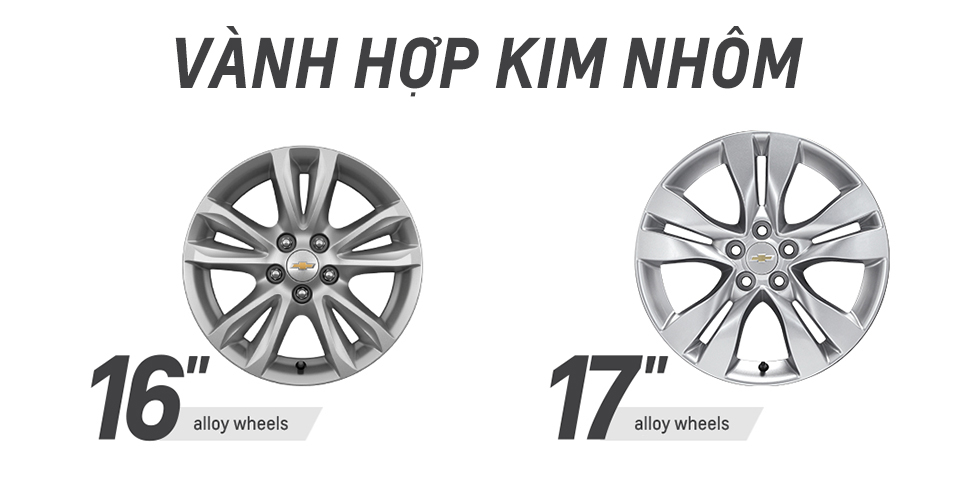 VÀNH HỢP KIM NHÔM
16"
alloy wheels
17"
alloy wheels